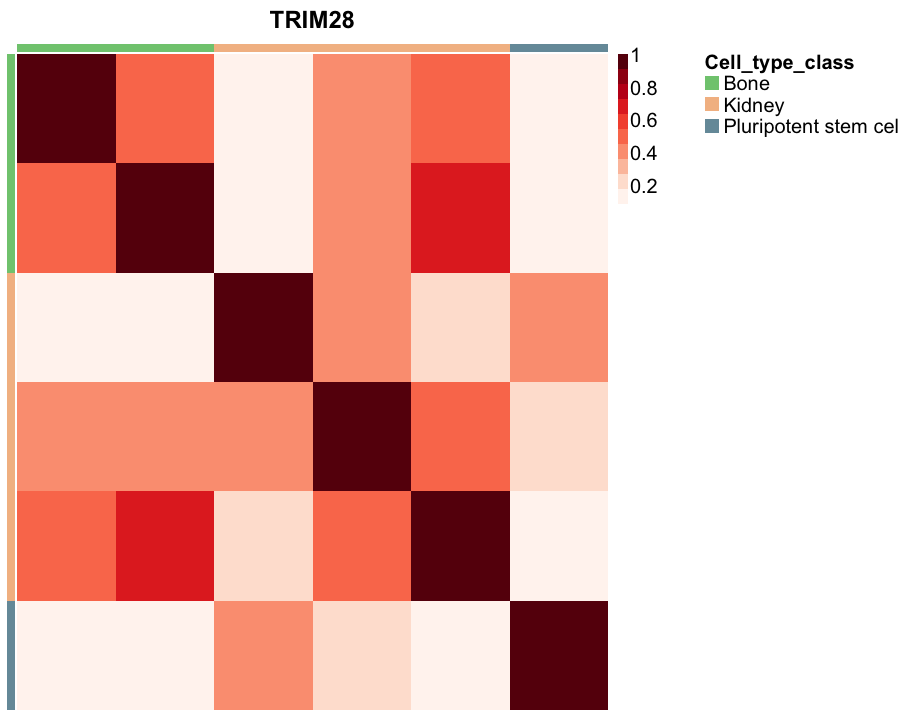 TRIM28
1
0.8
0.6
0.4
0.2
Cell_type_class
Bone
Kidney
Pluripotent stem cel